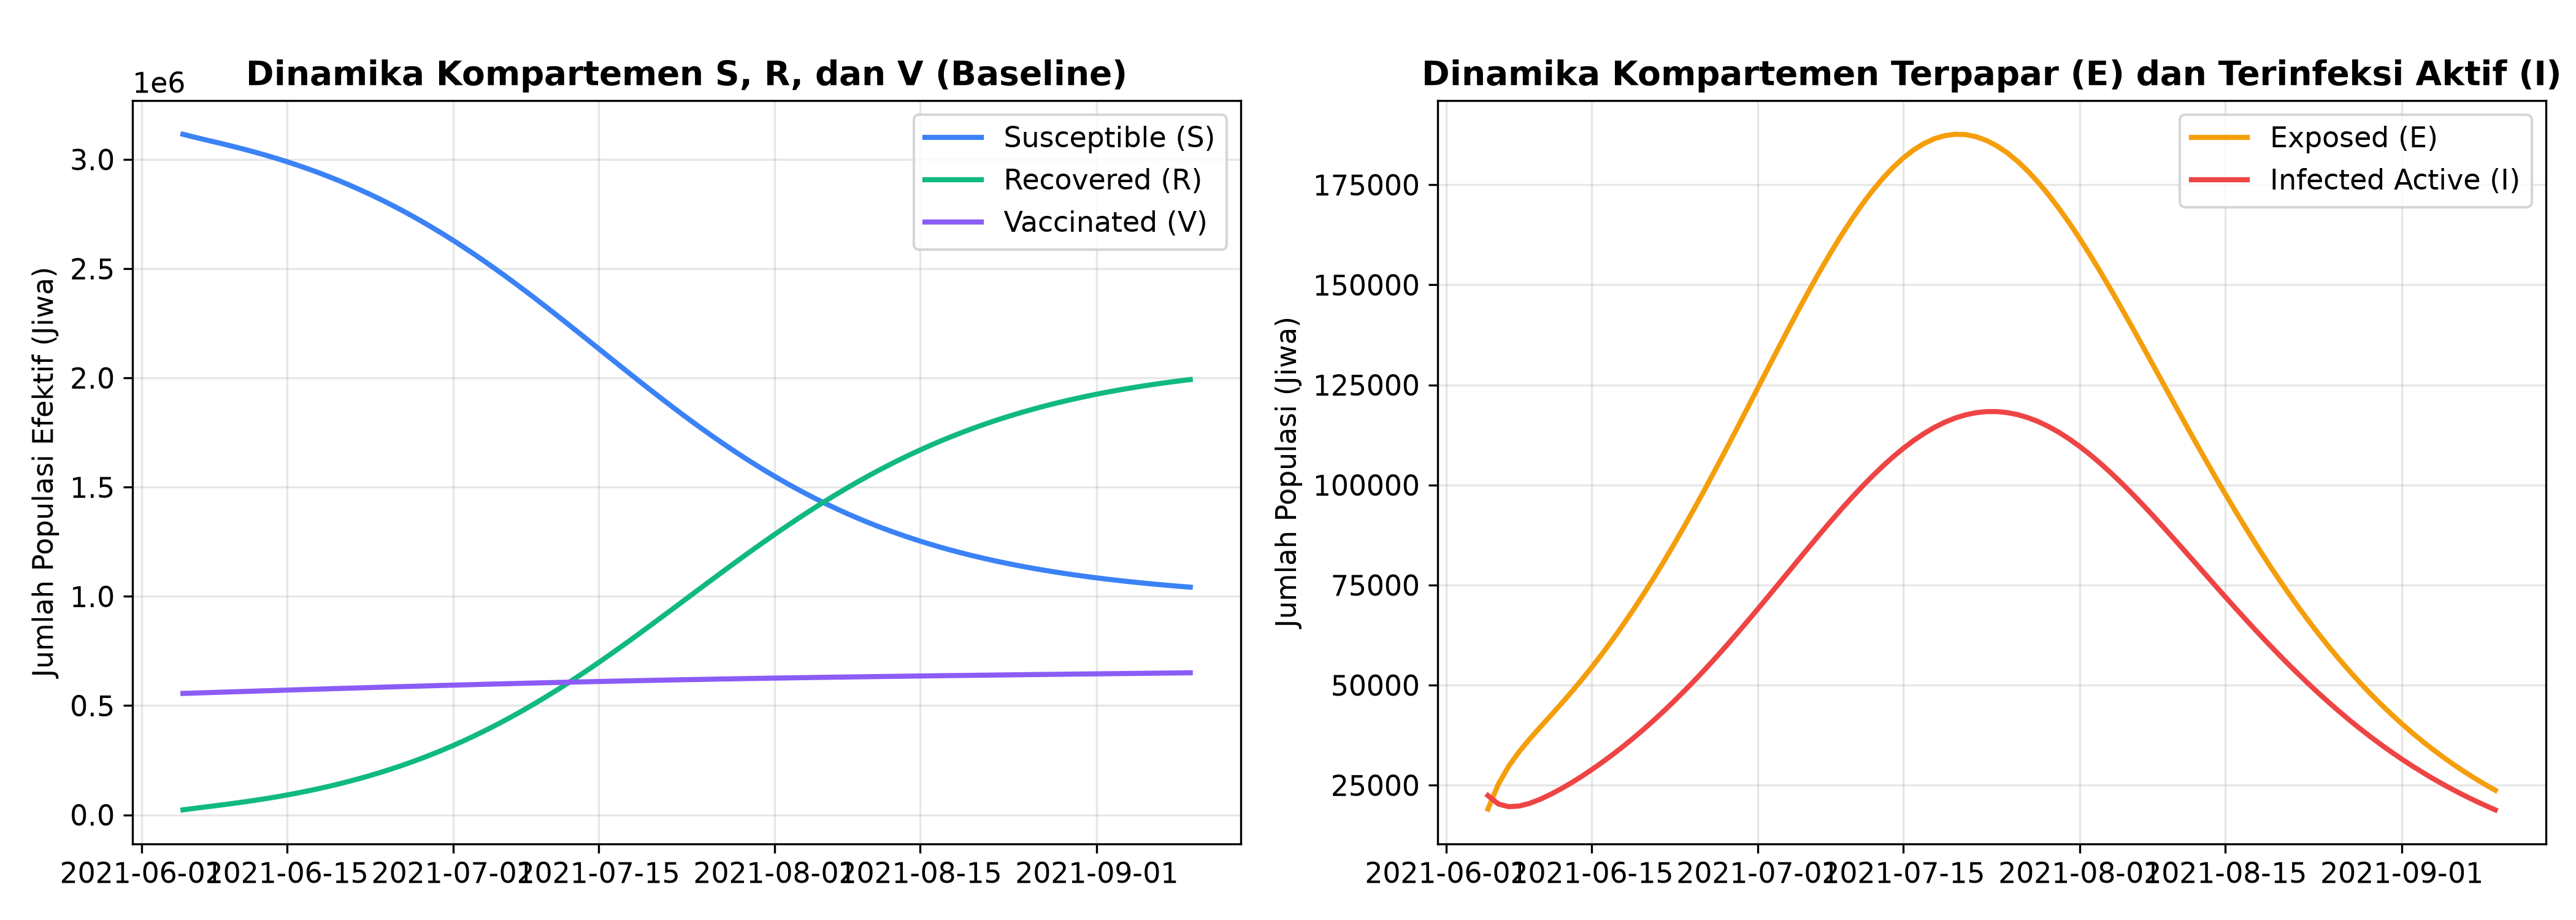 Dinamika Kompartemen S, R, dan V (Baseline)
1e6
Jumlah Populasi Efektif (Jiwa)
3.0
2.5
2.0
1.5
1.0
0.5
0.0
Susceptible (S)
Recovered (R)
Vaccinated (V)
2021-06-01
2021-06-15
2021-07-01
2021-07-15
2021-08-01
2021-08-15
2021-09-01
Dinamika Kompartemen Terpapar (E) dan Terinfeksi Aktif (I)
Jumlah Populasi (Jiwa)
175000
150000
125000
100000
75000
50000
25000
Exposed (E)
Infected Active (I)
2021-06-01
2021-06-15
2021-07-01
2021-07-15
2021-08-01
2021-08-15
2021-09-01